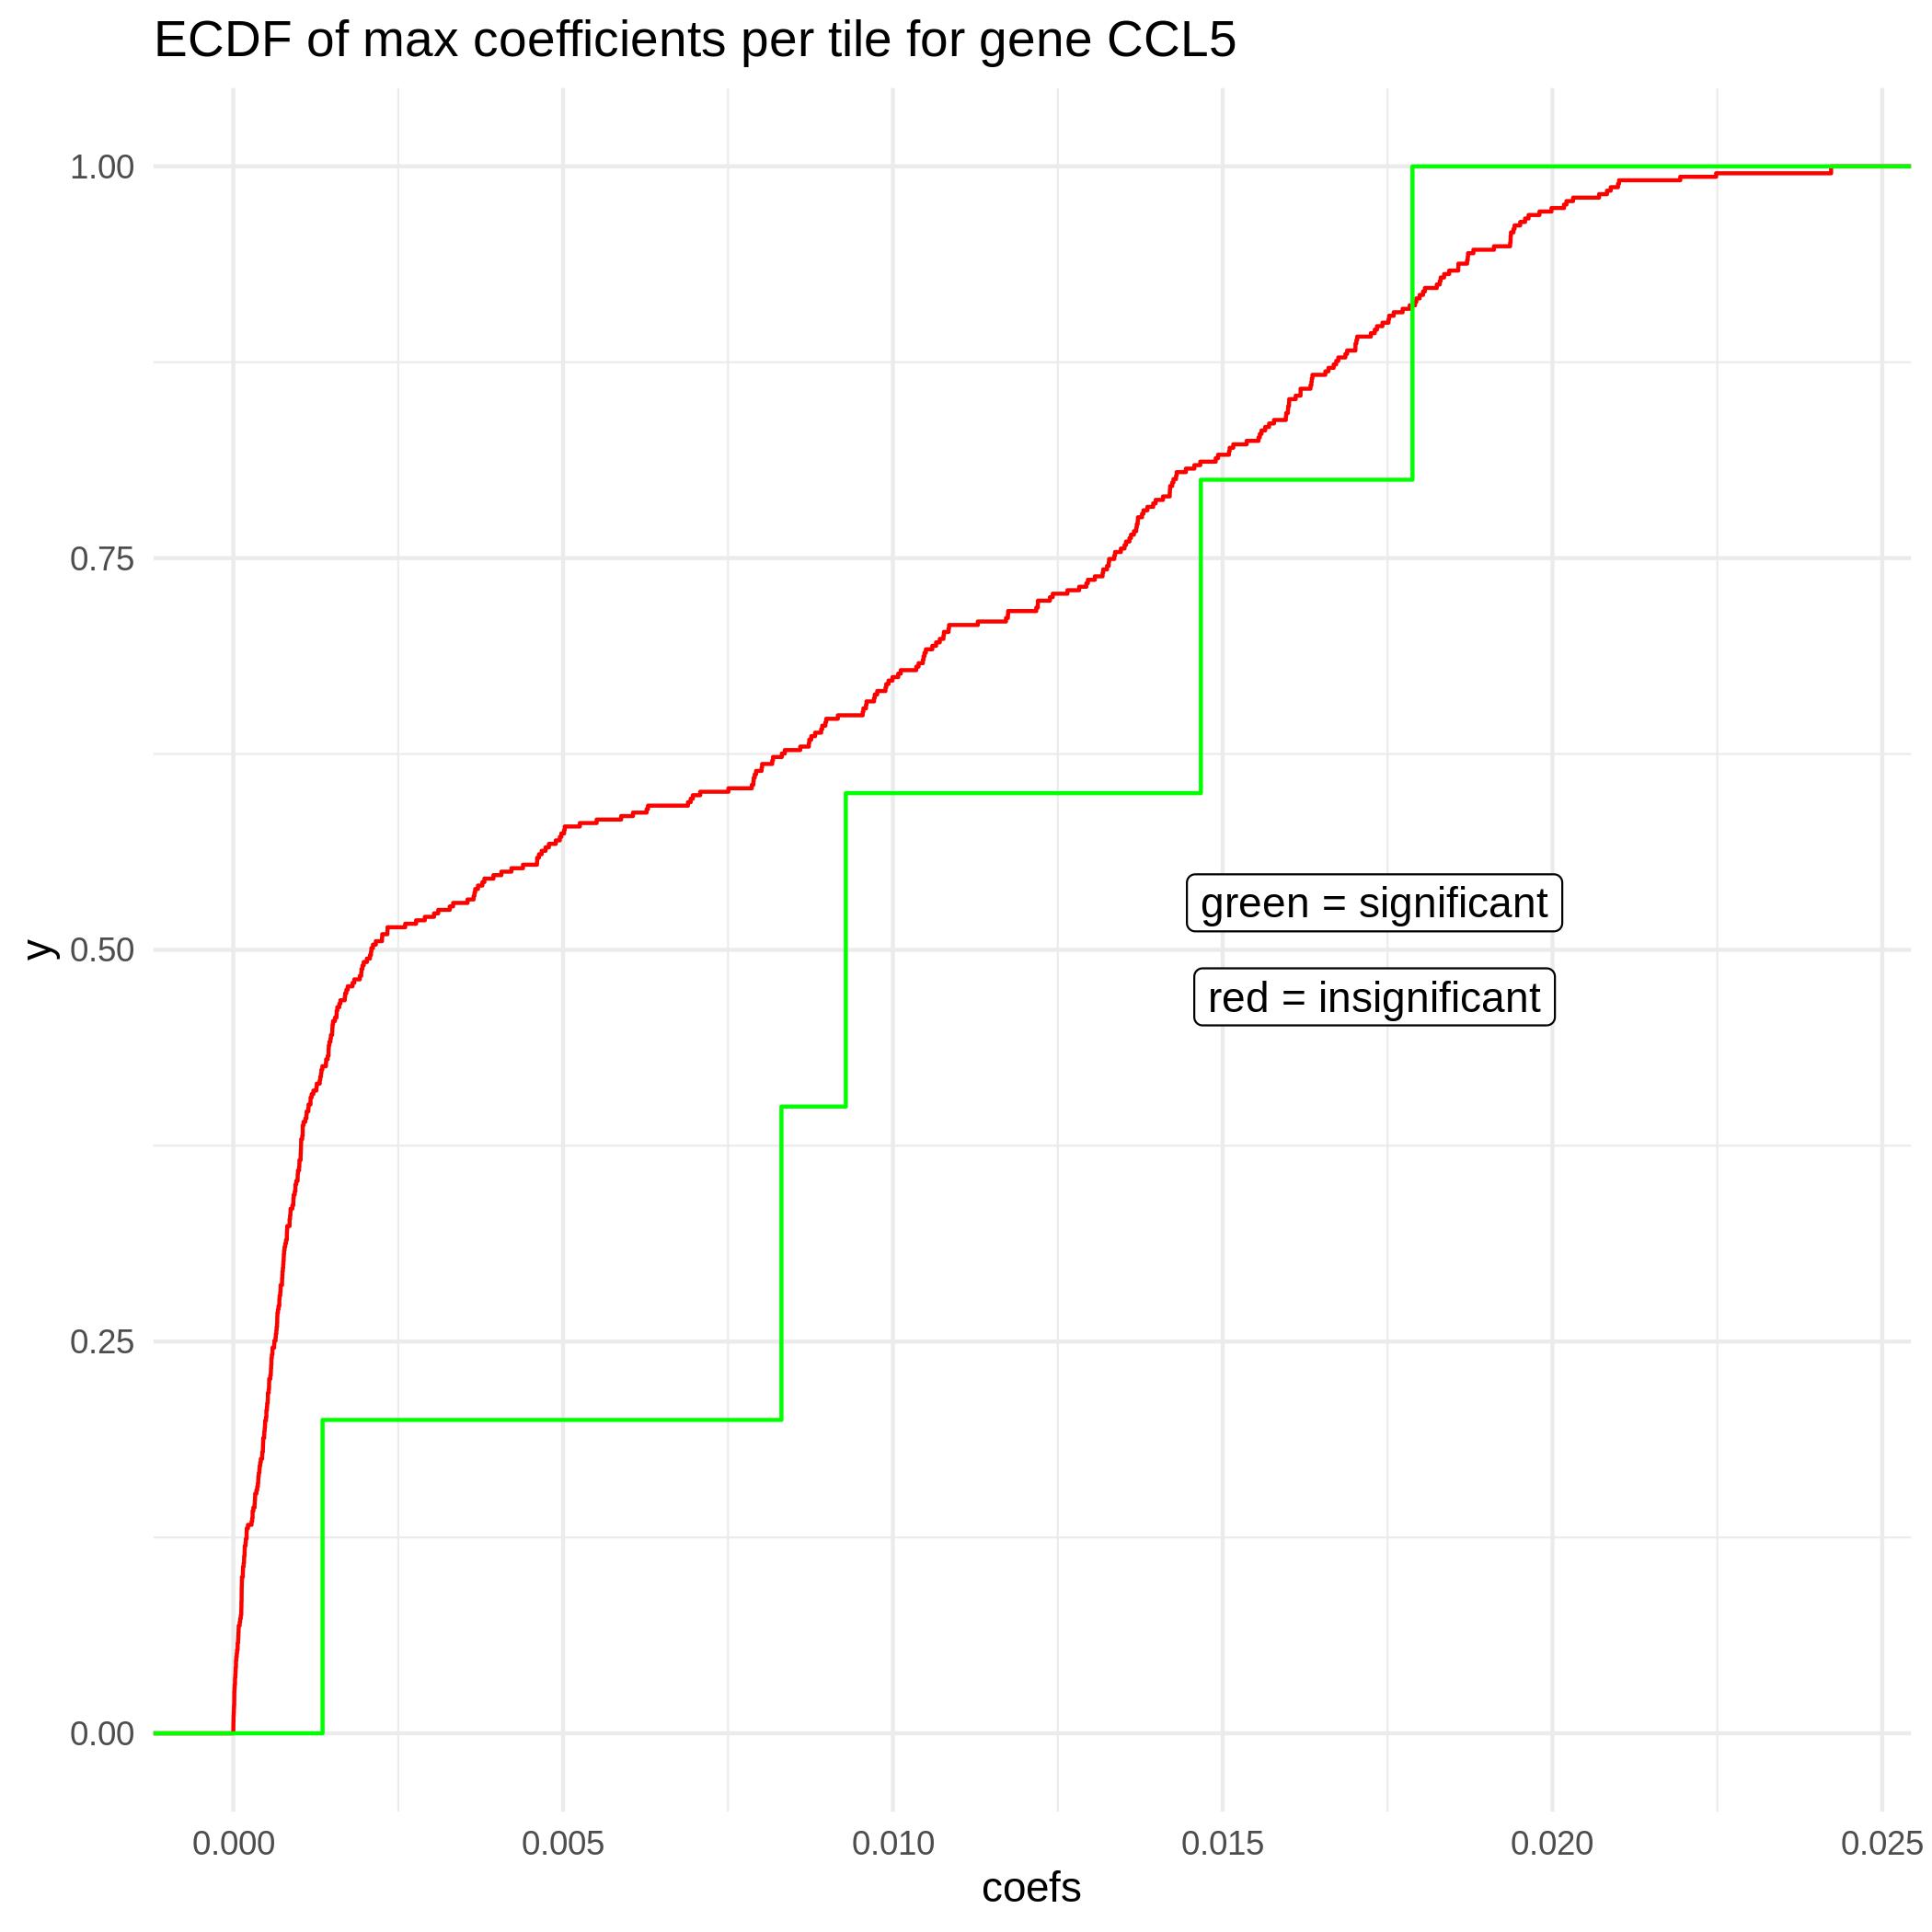 ECDF of max coefficients per tile for gene CCL5
1.00
0.75
0.50
0.25
0.00
y
green = significant
red = insignificant
0.000 0.005 0.010 0.015 0.020 0.025
coefs